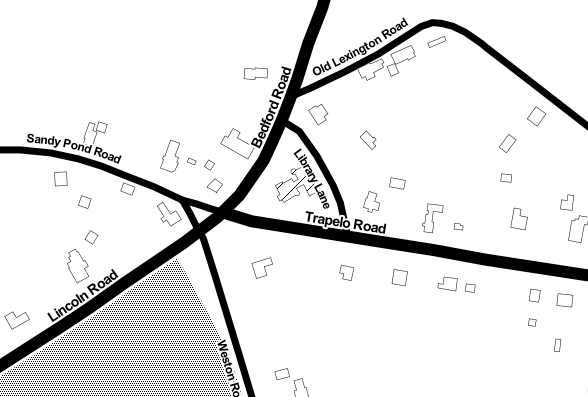 Old Lexington Road
Bedford Road
Sandy Pond Road
Library Lane
Trapelo Road
Lincoln Road
Weston Ro